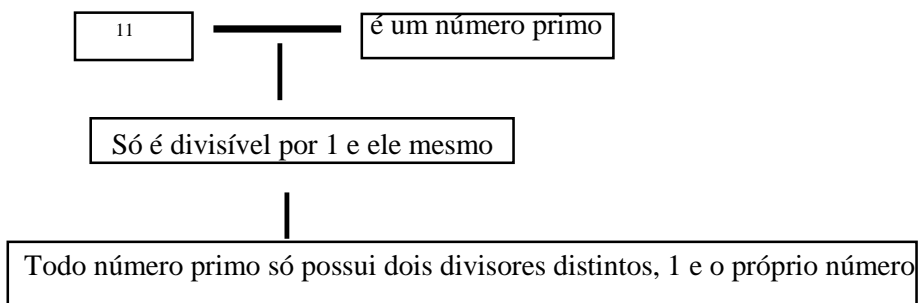 11
é um número primo
Só é divisível por 1 e ele mesmo
Todo número primo só possui dois divisores distintos, 1 e o próprio número